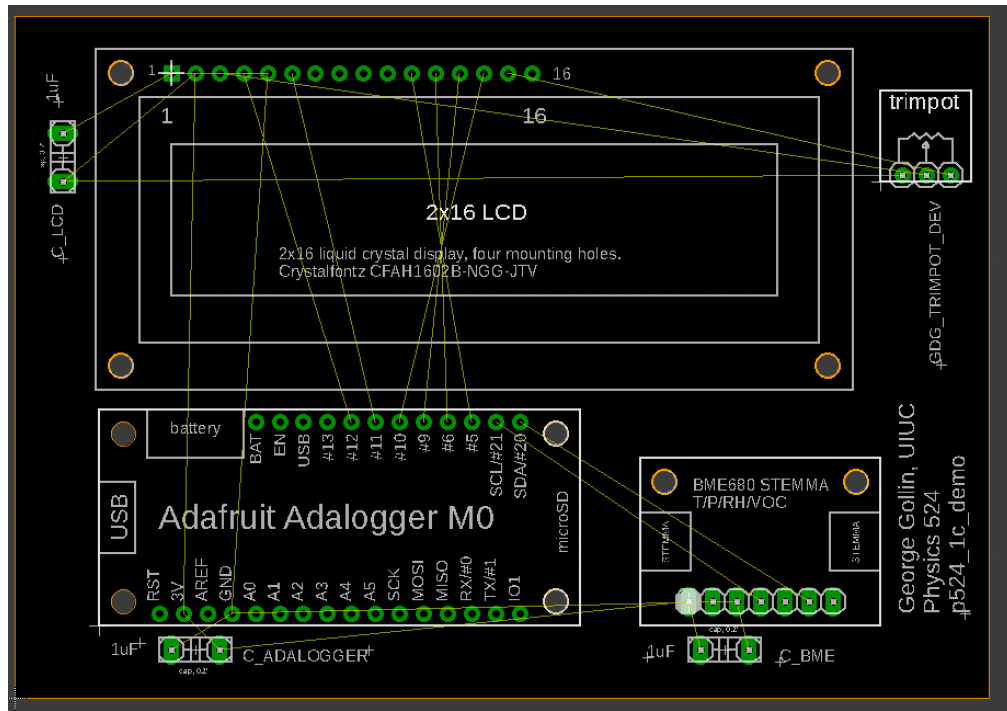 1
16
1uF
C_LCD
1
16
2x16 LCD
2x16 liquid crystal display, four mounting holes.
Crystalfontz CFAH1602B-NGG-JTV
trimpot
GDG_TRIMPOT_DEV
battery
BAT
EN
USB
#13
#12
#11
#10
#9
#6
#5
SCL/#21
SDA/#20
USB
Adafruit Adalogger M0
microSD
RST
3V
AREF
GND
A0
A1
A2
A3
A4
A5
SCK
MOSI
MISO
RX/#0
TX/#1
IO1
1uF
cap, 0.2"
C_ADALOGGER
BME680 STEMMA
T/P/RH/VOC
STEMMA
STEMMA
cap, 0.2"
1uF
C_BME
George Gollin, UIUC
Physics 524
p524_1c_demo